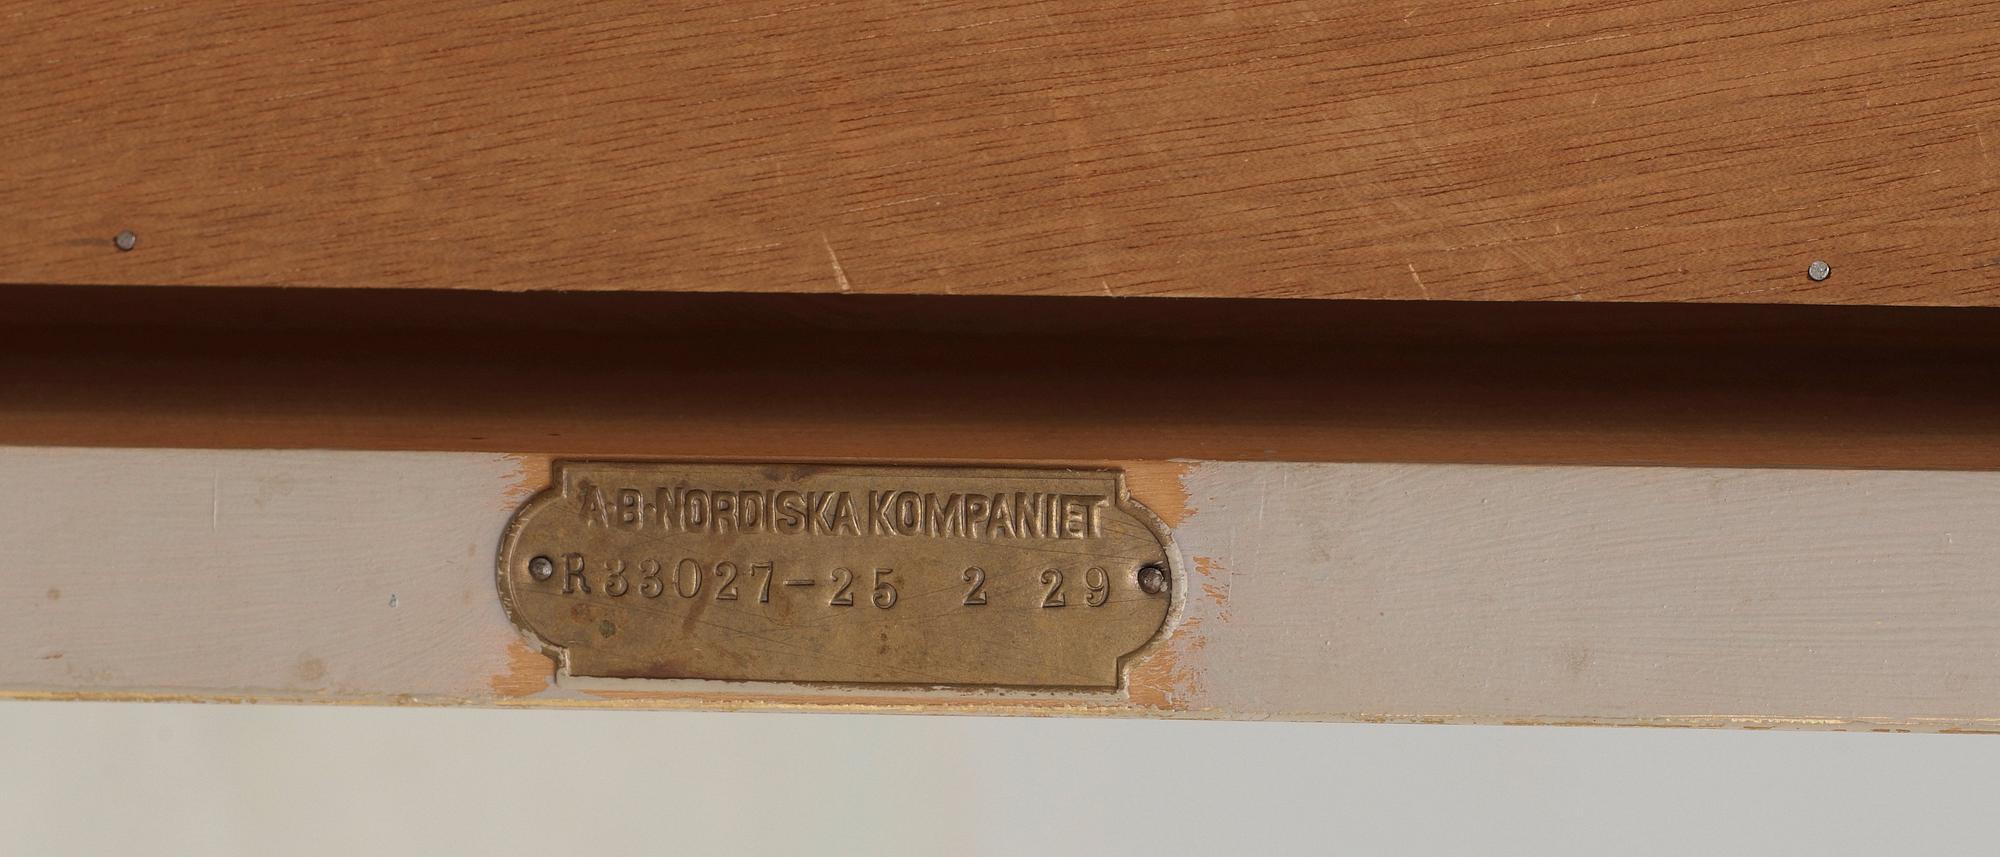 A·B·NORDISKA KOMPANIET
R33027-25 2 29